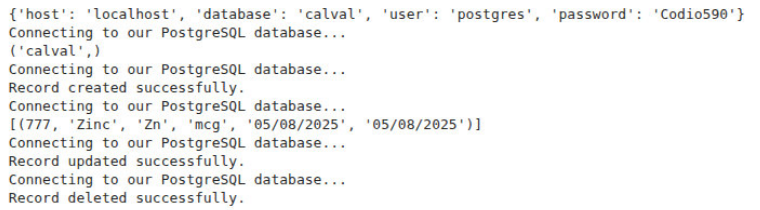 {'host': 'localhost', 'database': 'calval', 'user': 'postgres', 'password': 'Codio590'}
Connecting to our PostgreSQL database...
('calval',)
Connecting to our PostgreSQL database...
Record created successfully.
Connecting to our PostgreSQL database...
[(777, 'Zinc', 'Zn', 'mcg', '05/08/2025', '05/08/2025')]
Connecting to our PostgreSQL database...
Record updated successfully.
Connecting to our PostgreSQL database...
Record deleted successfully.